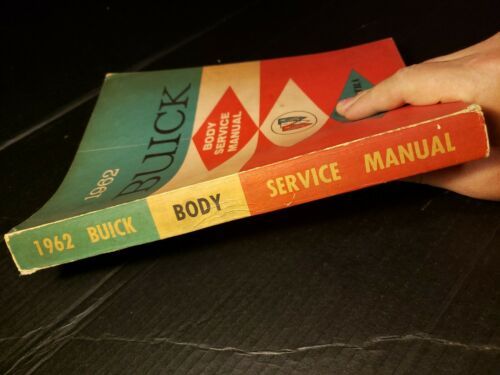 1962
BUICK
BODY
SERVICE
MANUAL
1962 BUICK BODY SERVICE MANUAL